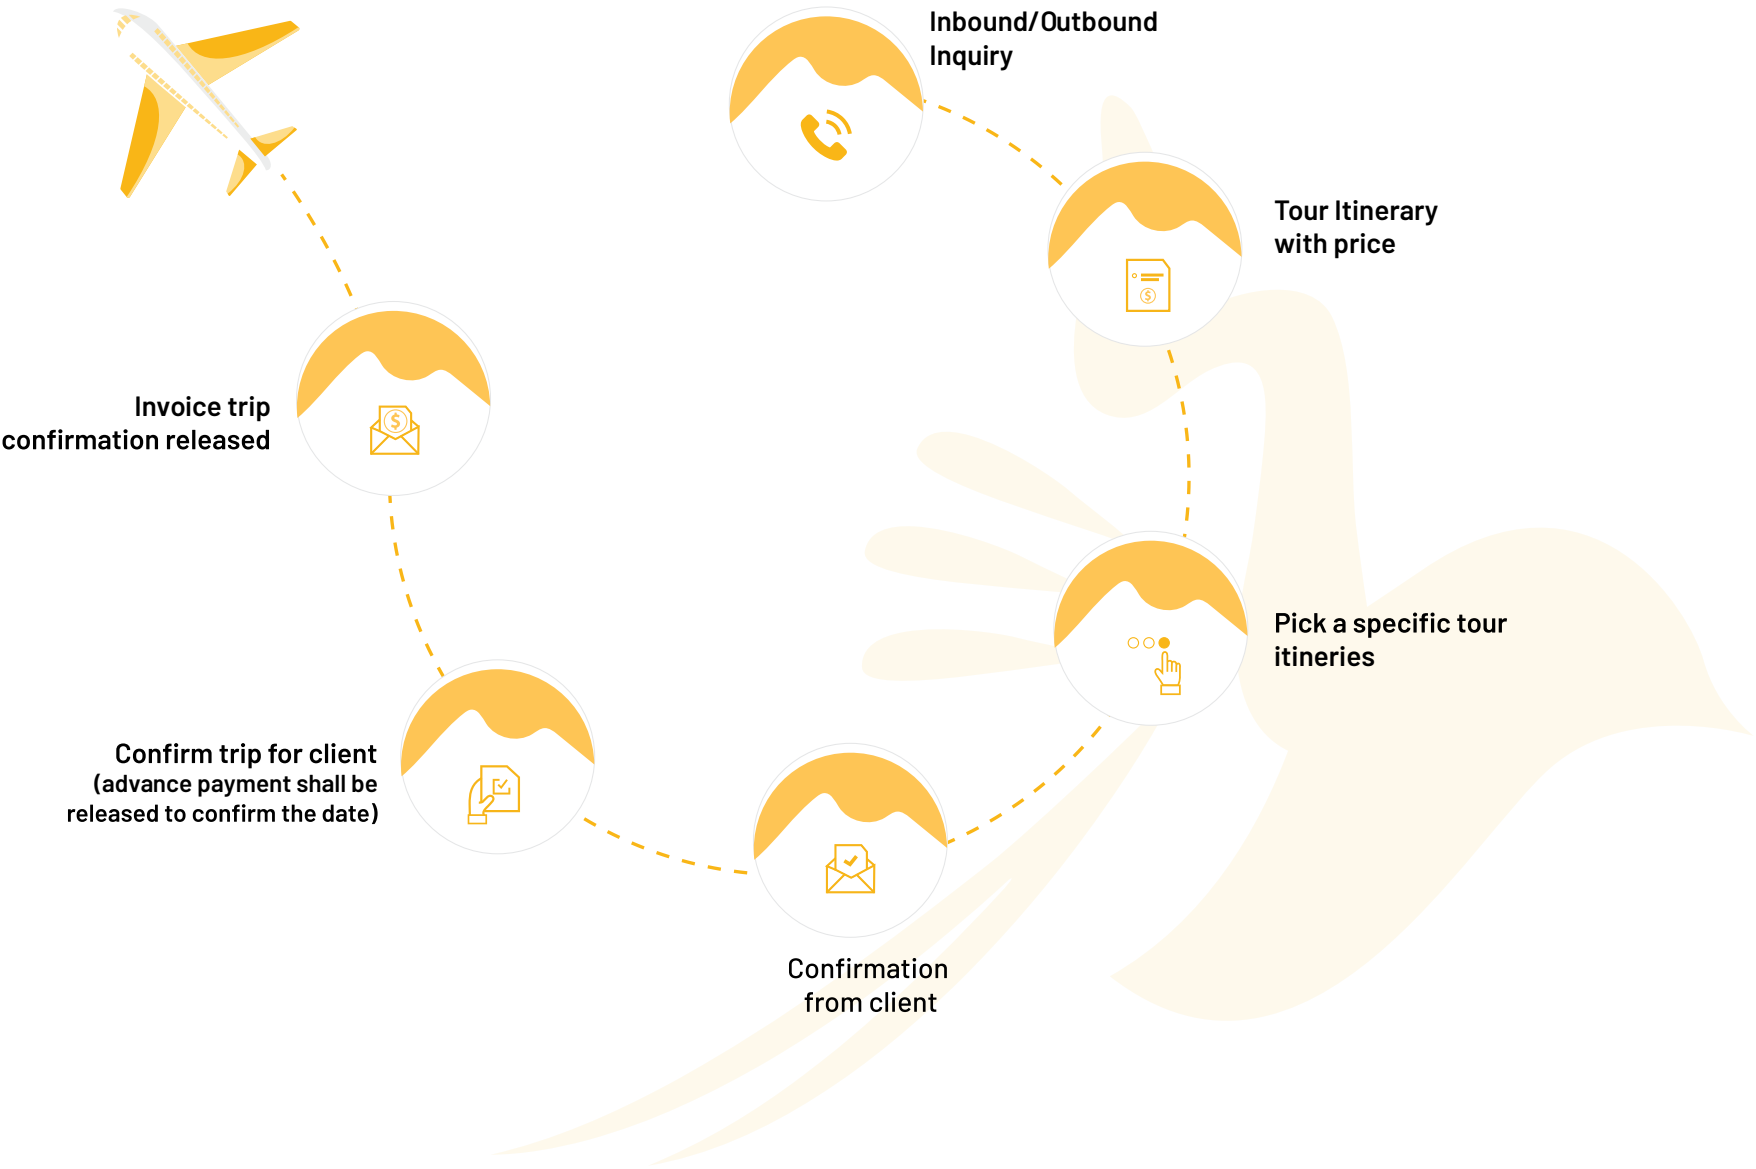 Inbound/Outbound
Inquiry
Tour Itinerary
with price
Pick a specific tour
itineries
Confirmation
from client
Confirm trip for client
(advance payment shall be
released to confirm the date)
Invoice trip
confirmation released